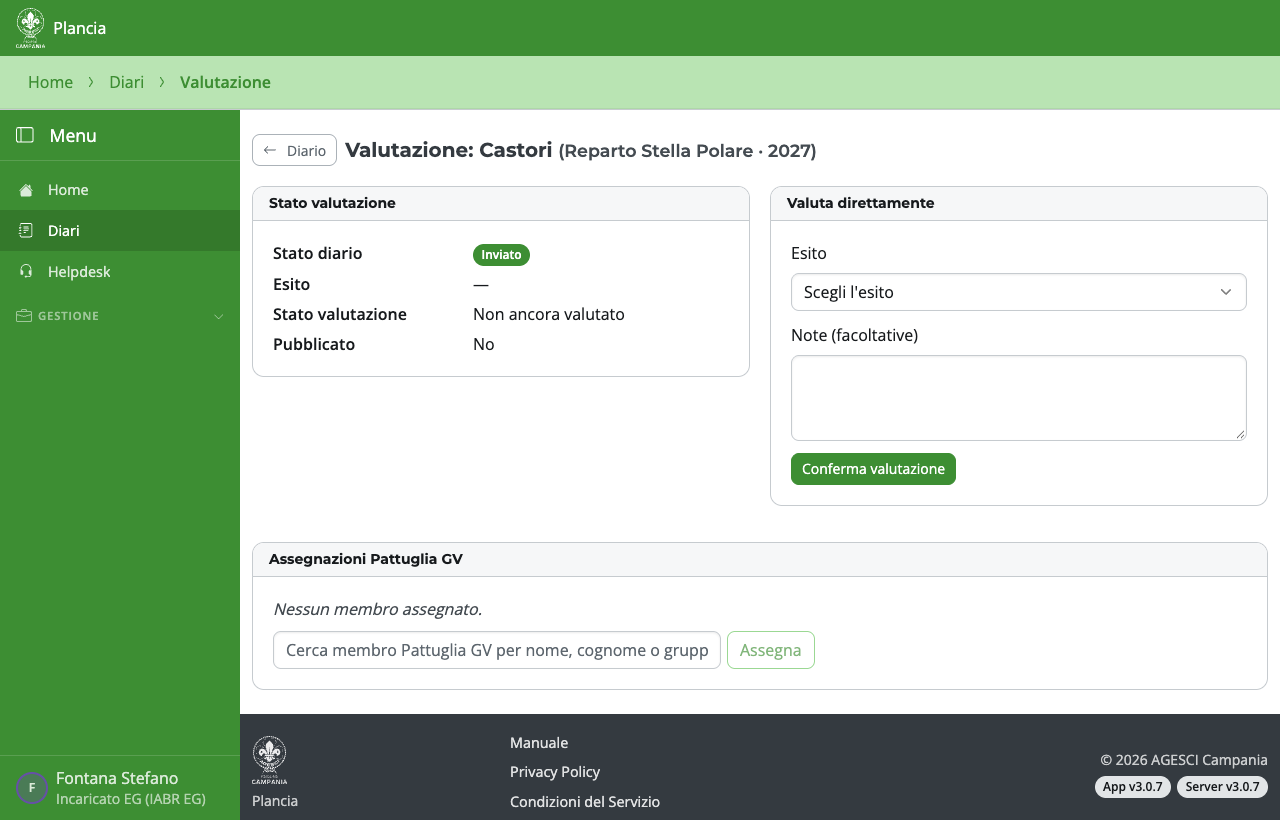 CAMPANIA
Plancia
Home
Diari
Valutazione
Menu
Home
Diari
Helpdesk
GESTIONE
Fontana Stefano
Incaricato EG (IABR EG)
F
Diario
Valutazione: Castori (Reparto Stella Polare · 2027)
Stato valutazione
Stato diario
Inviato
Esito
—
Stato valutazione
Non ancora valutato
Pubblicato
No
Valuta direttamente
Esito
Scegli l'esito
Note (facoltative)
Conferma valutazione
Assegnazioni Pattuglia GV
Nessun membro assegnato.
Cerca membro Pattuglia GV per nome, cognome o grupp
Assegna
CAMPANIA
Plancia
Manuale
Privacy Policy
Condizioni del Servizio
© 2026 AGESCI Campania
App v3.0.7
Server v3.0.7